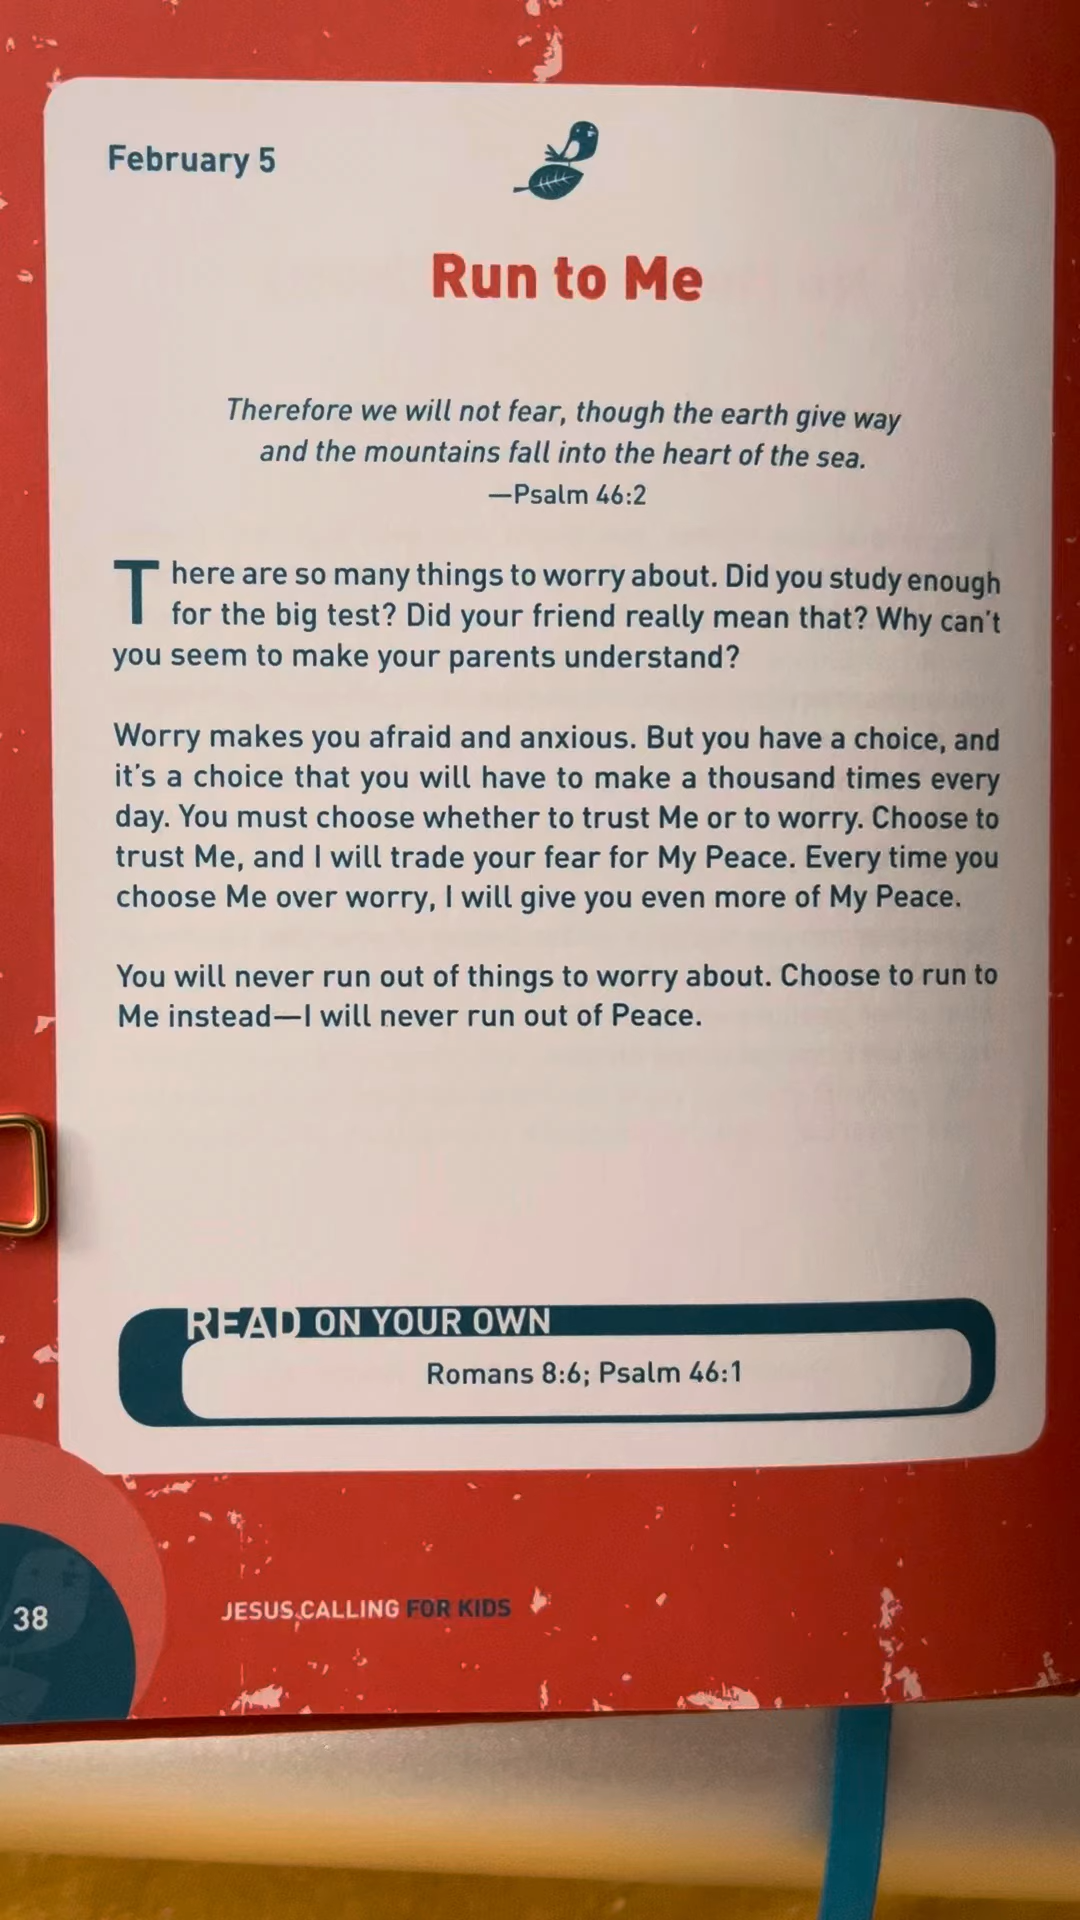 February 5
Run to Me
Therefore we will not fear, though the earth give way
and the mountains fall into the heart of the sea.
—Psalm 46:2
There are so many things to worry about. Did you study enough
for the big test? Did your friend really mean that? Why can't
you seem to make your parents understand?
Worry makes you afraid and anxious. But you have a choice, and
it's a choice that you will have to make a thousand times every
day. You must choose whether to trust Me or to worry. Choose to
trust Me, and I will trade your fear for My Peace. Every time you
choose Me over worry, I will give you even more of My Peace.
You will never run out of things to worry about. Choose to run to
Me instead—I will never run out of Peace.
READ ON YOUR OWN
Romans 8:6; Psalm 46:1
38
JESUS CALLING FOR KIDS